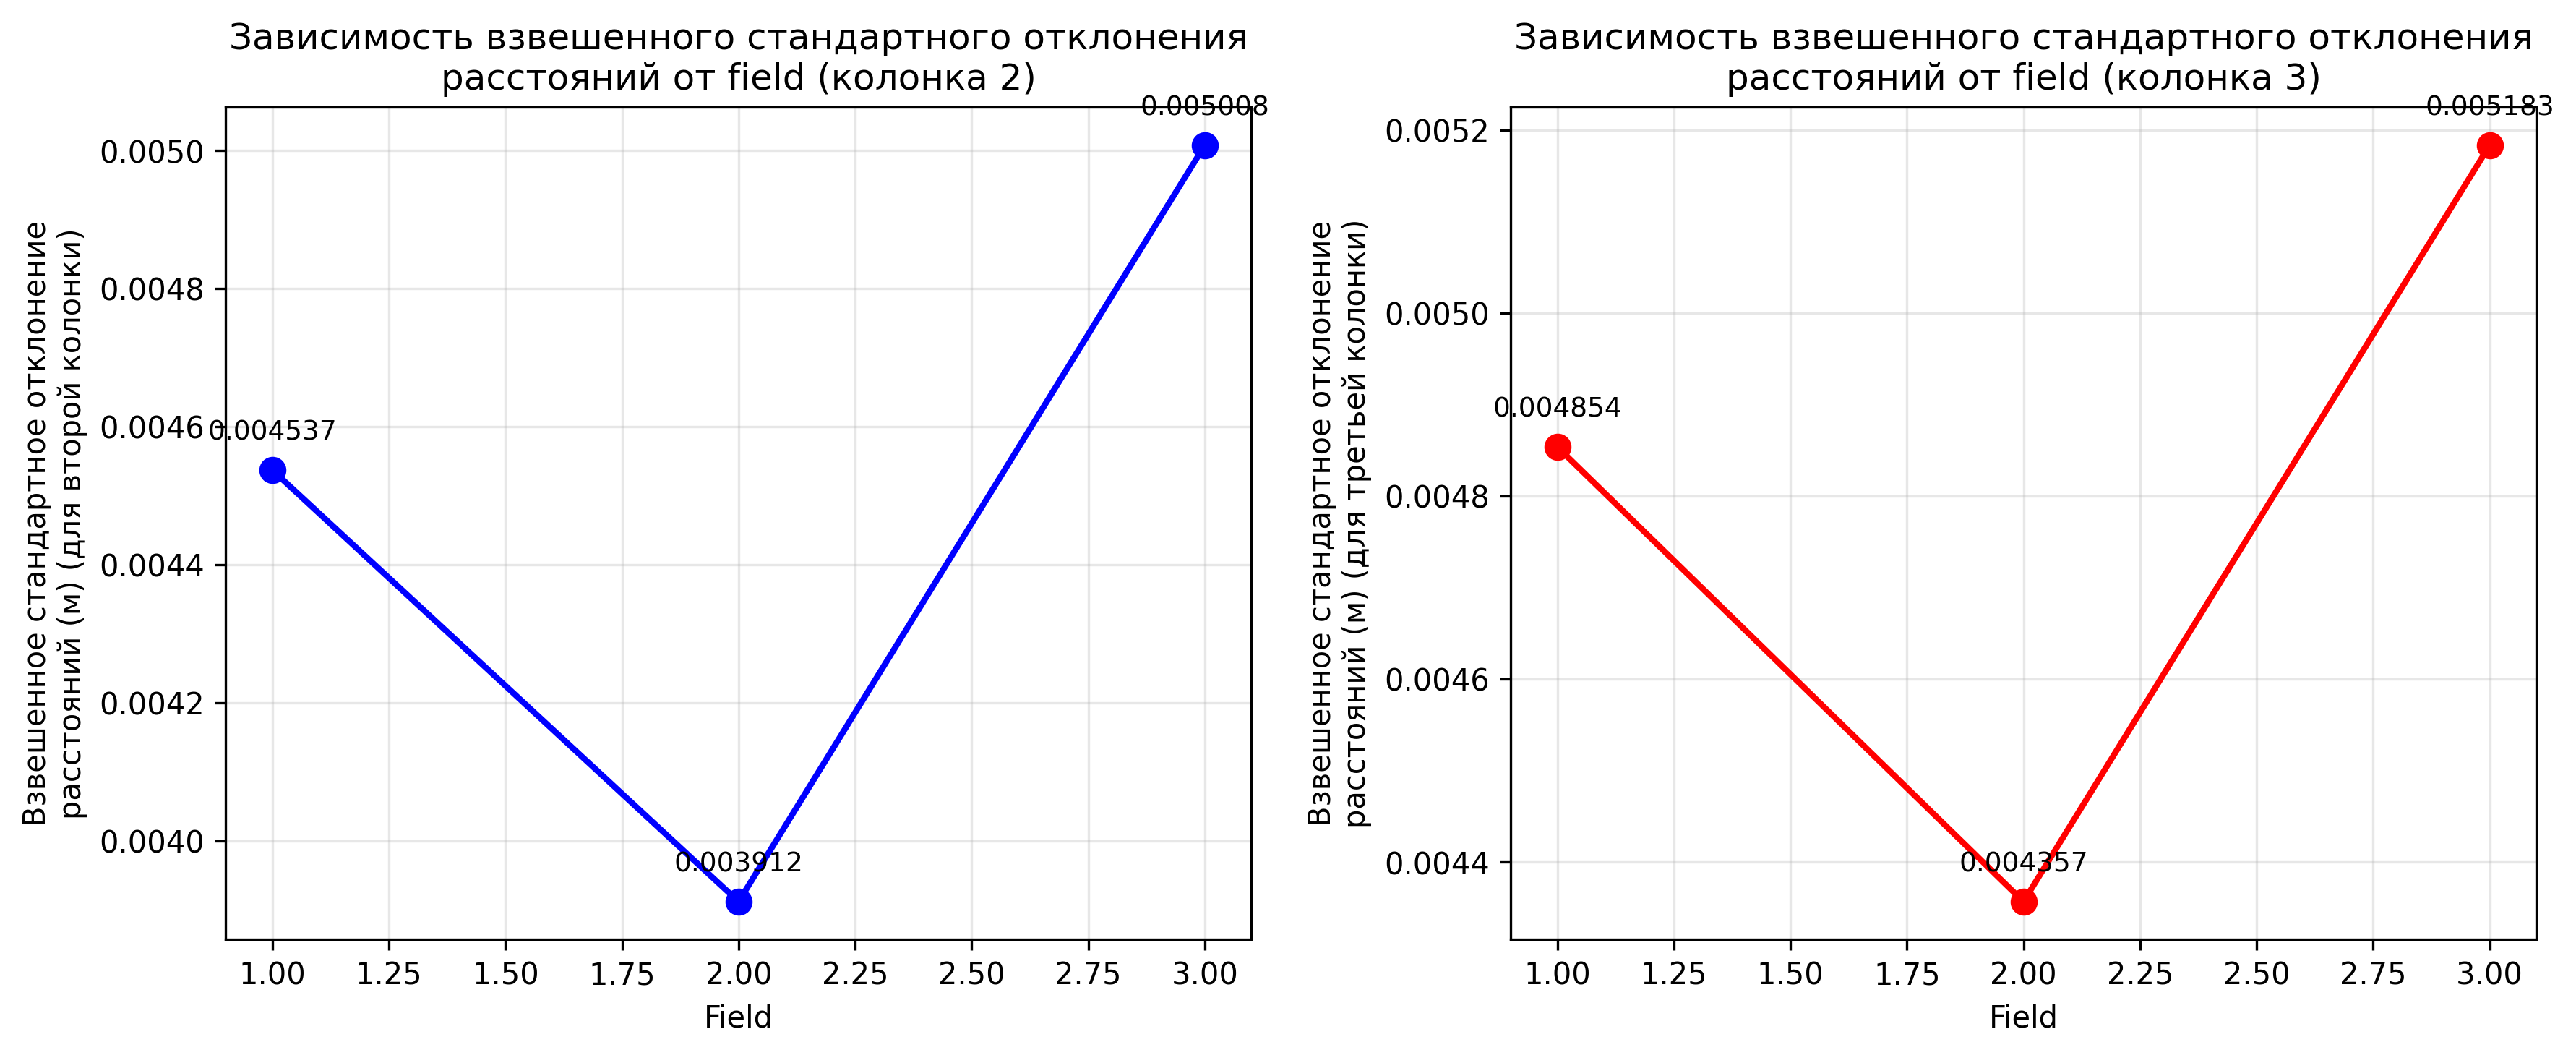 Зависимость взвешенного стандартного отклонения
расстояний от field (колонка 2)
Взвешенное стандартное отклонение
расстояний (м) (для второй колонки)
0.0050
0.0048
0.0046
0.0044
0.0042
0.0040
0.004537
0.003912
0.005008
1.00 1.25 1.50 1.75 2.00 2.25 2.50 2.75 3.00
Field
Зависимость взвешенного стандартного отклонения
расстояний от field (колонка 3)
Взвешенное стандартное отклонение
расстояний (м) (для третьей колонки)
0.0052
0.0050
0.0048
0.0046
0.0044
0.004854
0.004357
0.005183
1.00 1.25 1.50 1.75 2.00 2.25 2.50 2.75 3.00
Field